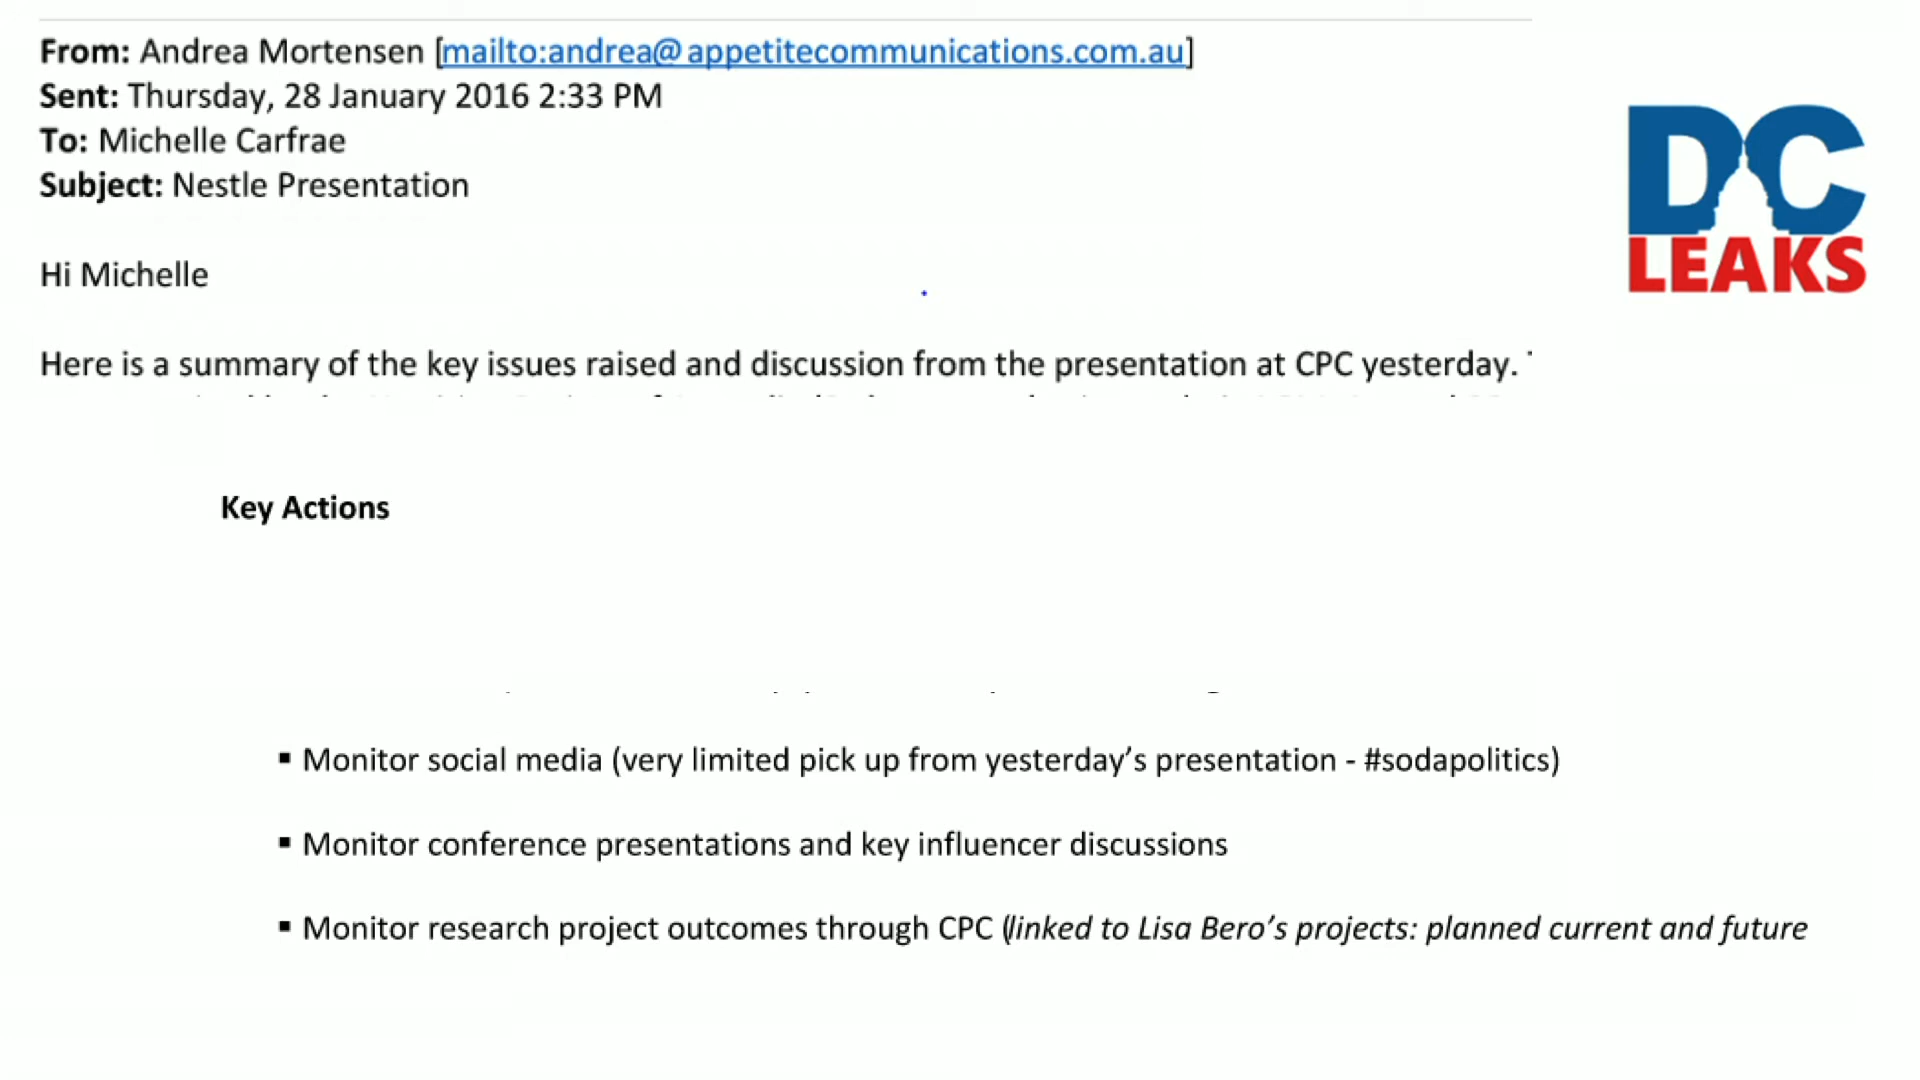 From: Andrea Mortensen [mailto:andrea@appetitecommunications.com.au]
Sent: Thursday, 28 January 2016 2:33 PM
To: Michelle Carfrae
Subject: Nestle Presentation
DC
LEAKS
Hi Michelle
Here is a summary of the key issues raised and discussion from the presentation at CPC yesterday.
Key Actions
▪ Monitor social media (very limited pick up from yesterday’s presentation - #sodapolitics)
▪ Monitor conference presentations and key influencer discussions
▪ Monitor research project outcomes through CPC (linked to Lisa Bero’s projects: planned current and future